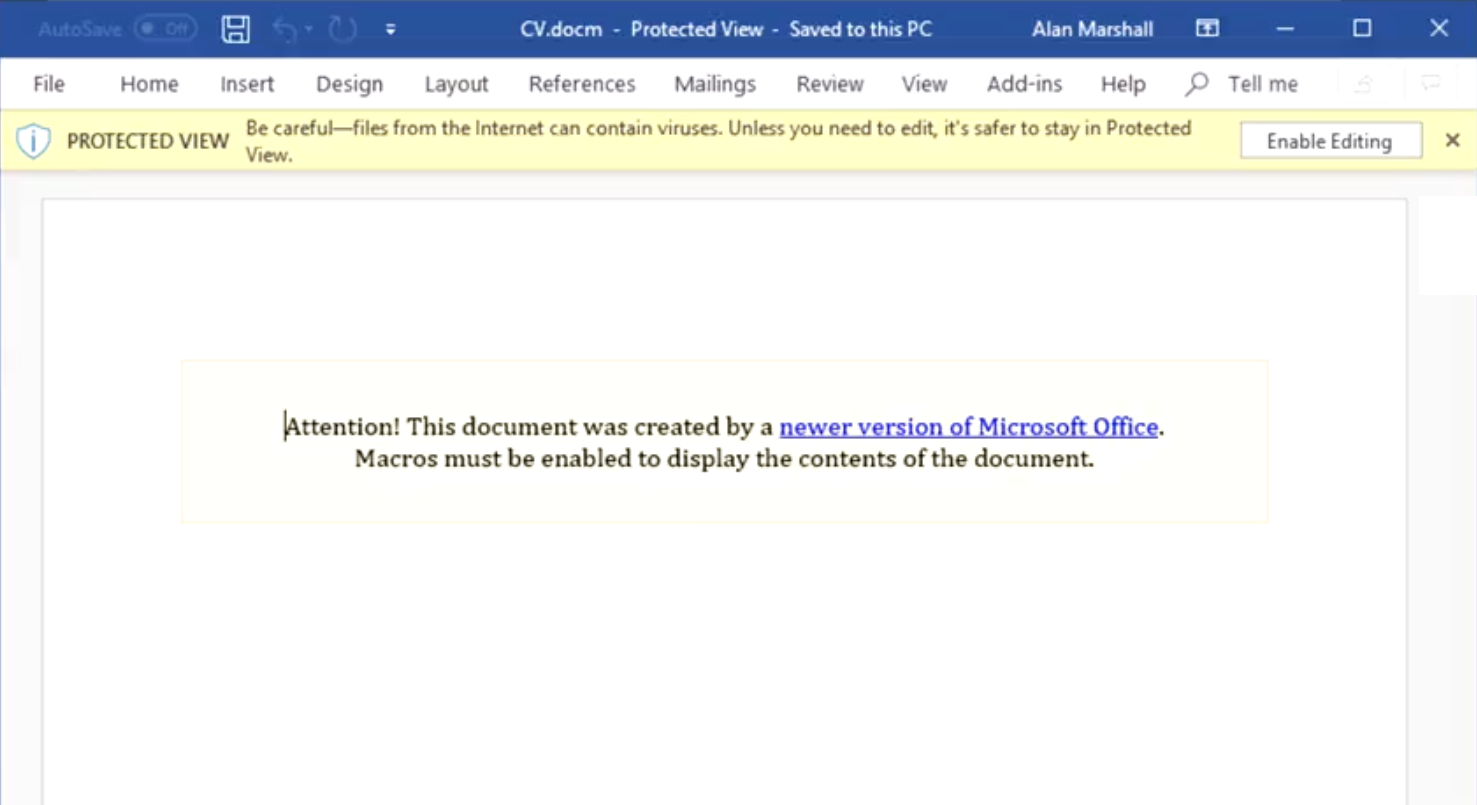 AutoSave Off CV.docm - Protected View - Saved to this PC Alan Marshall
File Home Insert Design Layout References Mailings Review View Add-ins Help Tell me
PROTECTED VIEW Be careful—files from the Internet can contain viruses. Unless you need to edit, it's safer to stay in Protected
View.
Enable Editing
Attention! This document was created by a newer version of Microsoft Office.
Macros must be enabled to display the contents of the document.